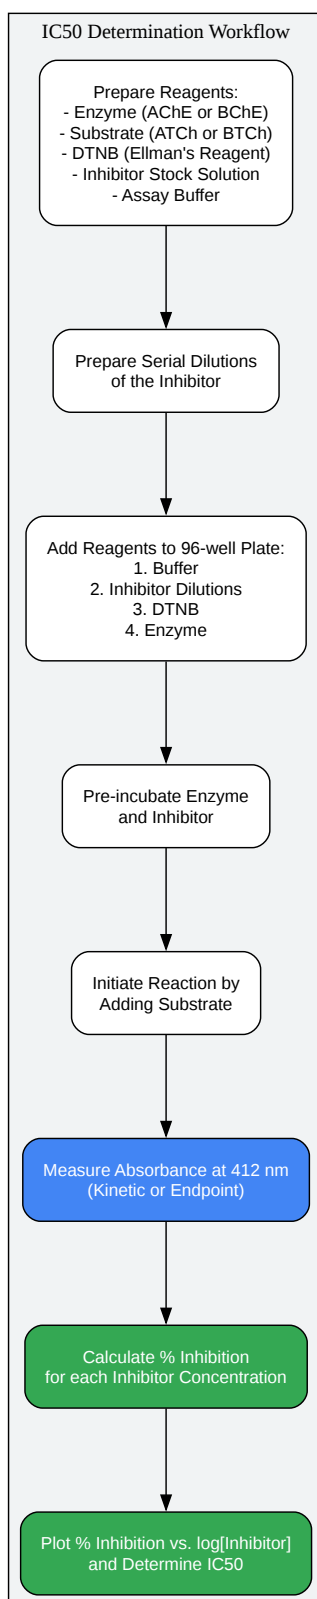 IC50 Determination Workflow
Prepare Reagents:
- Enzyme (AChE or BChE)
- Substrate (ATCh or BTCh)
- DTNB (Ellman's Reagent)
- Inhibitor Stock Solution
- Assay Buffer
Prepare Serial Dilutions
of the Inhibitor
Add Reagents to 96-well Plate:
1. Buffer
2. Inhibitor Dilutions
3. DTNB
4. Enzyme
Pre-incubate Enzyme
and Inhibitor
Initiate Reaction by
Adding Substrate
Measure Absorbance at 412 nm
(Kinetic or Endpoint)
Calculate % Inhibition
for each Inhibitor Concentration
Plot % Inhibition vs. log[Inhibitor]
and Determine IC50